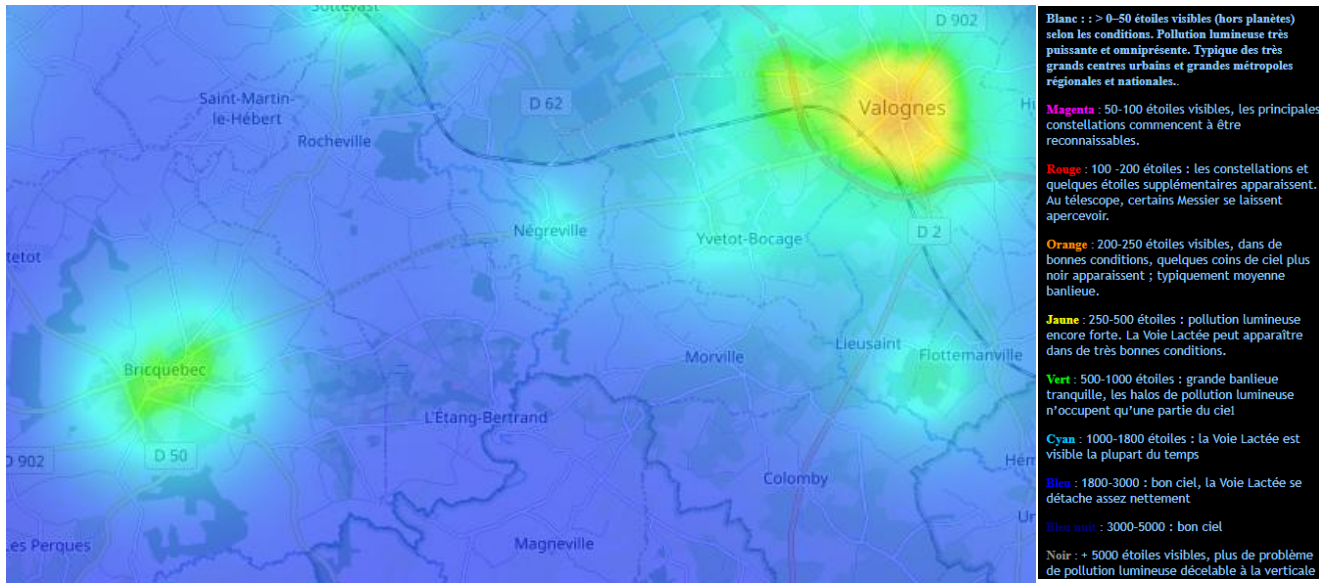 Sottevast
D 902
Saint-Martin-
le-Hébert
D 62
Valognes
Rocheville
Négreville
Yvetot-Bocage
D 2
tetot
Bricquebec
Morville
Lieusaint
Flottemanville
L'Étang-Bertrand
D 902
D 50
Colomby
Hém
Ur
Les Perques
Magneville
Blanc : : > 0–50 étoiles visibles (hors planètes)
selon les conditions. Pollution lumineuse très
puissante et omniprésente. Typique des très
grands centres urbains et grandes métropoles
régionales et nationales..
Magenta : 50-100 étoiles visibles, les principales
constellations commencent à être
reconnaissables.
Rouge : 100 -200 étoiles : les constellations et
quelques étoiles supplémentaires apparaissent.
Au télescope, certains Messier se laissent
apercevoir.
Orange : 200-250 étoiles visibles, dans de
bonnes conditions, quelques coins de ciel plus
noir apparaissent ; typiquement moyenne
banlieue.
Jaune : 250-500 étoiles : pollution lumineuse
encore forte. La Voie Lactée peut apparaître
dans de très bonnes conditions.
Vert : 500-1000 étoiles : grande banlieue
tranquille, les halos de pollution lumineuse
n'occupent qu'une partie du ciel
Cyan : 1000-1800 étoiles : la Voie Lactée est
visible la plupart du temps
Bleu : 1800-3000 : bon ciel, la Voie Lactée se
détache assez nettement
Bleu nuit : 3000-5000 : bon ciel
Noir : + 5000 étoiles visibles, plus de problème
de pollution lumineuse décelable à la verticale